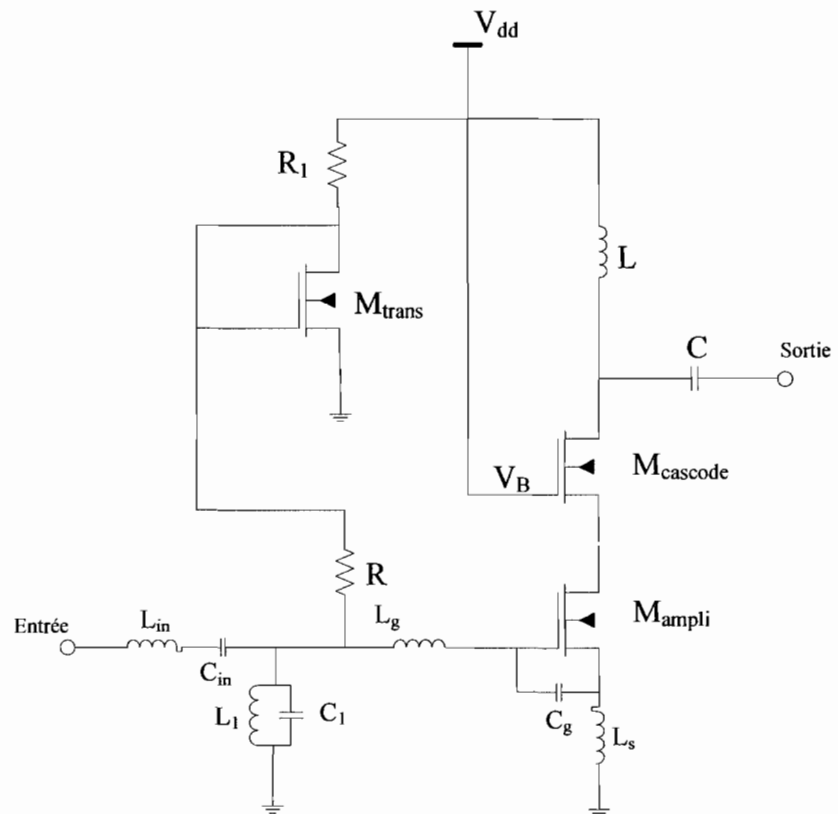 V_dd
R_1
L
M_trans
C
Sortie
V_B
M_cascode
R
Entrée
L_in
L_g
M_ampli
C_in
L_1
C_1
C_g
L_s